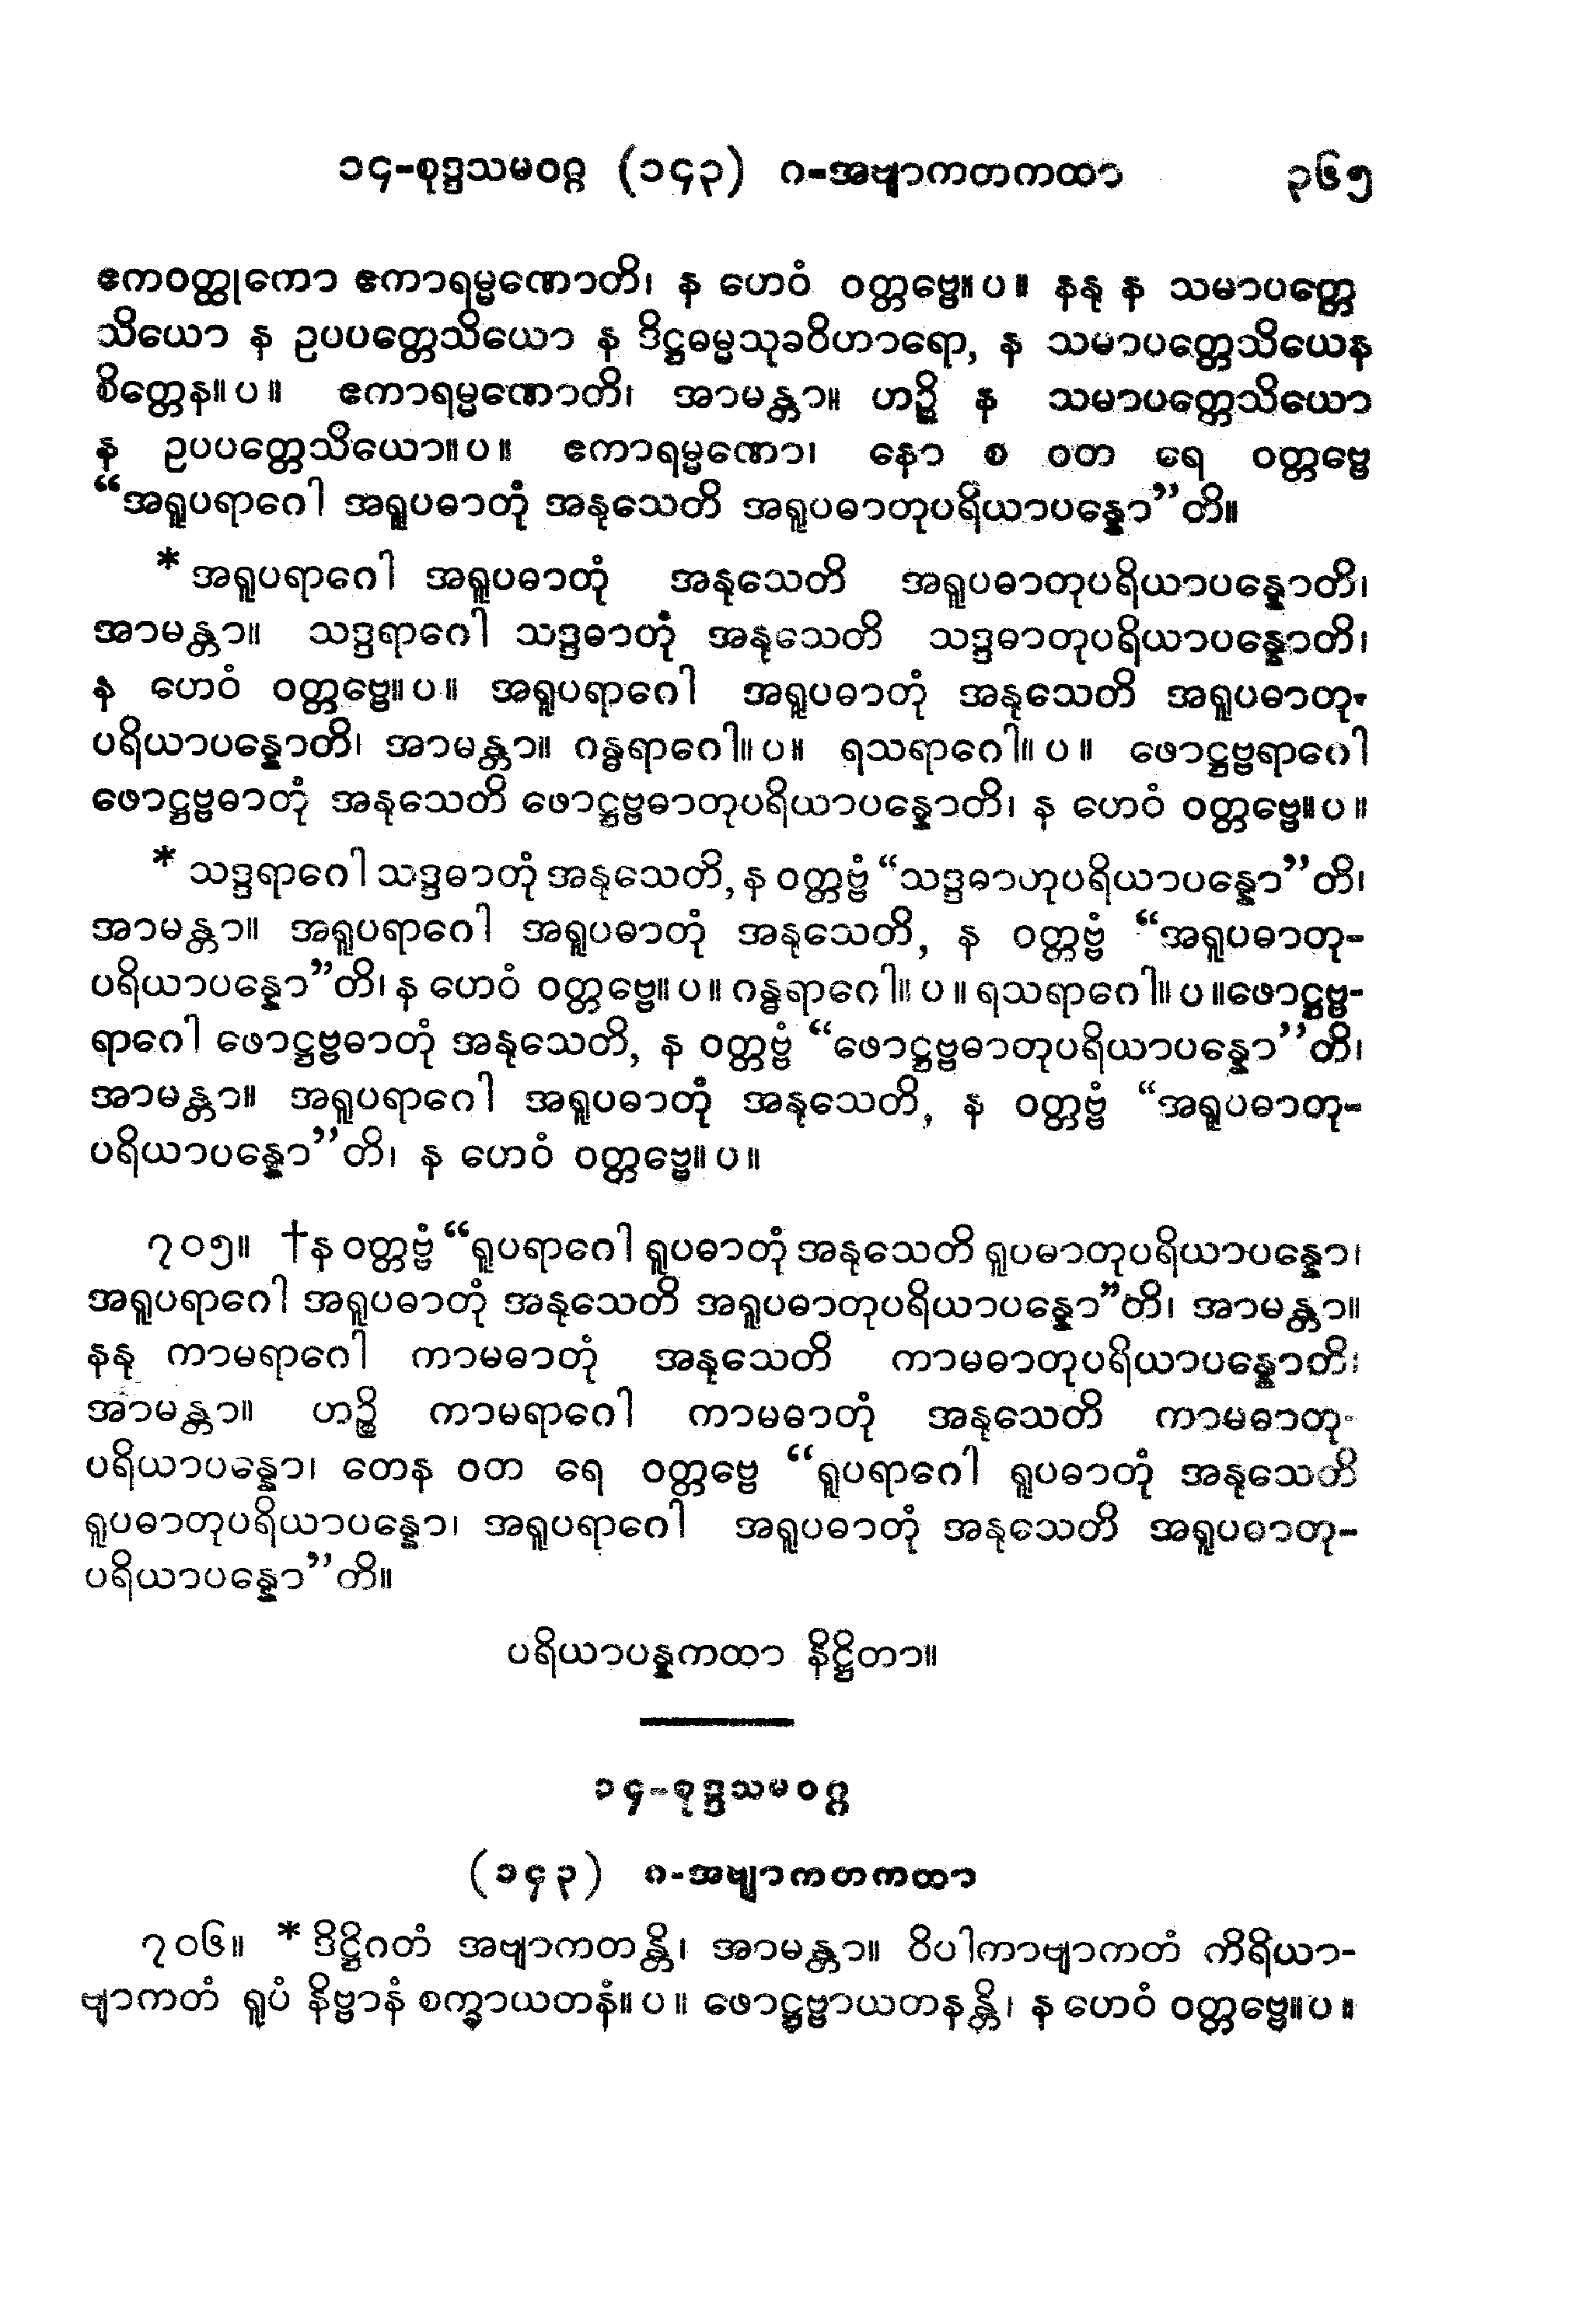 ၁၄-စုဒ္ဒသမဝဂ္ဂ (၁၄၃) ဂ-အဗျာကတကထာ ၃၆၅
ဧကဝတ္ထုကော ဧကာရမ္မဏောတိ၊ န ဟေဝံ ဝတ္တဗ္ဗေ။ပ။ နနု န သမာပတ္တေ
သိယော န ဥပပတ္တေသိယော န ဒိဋ္ဌဓမ္မသုခဝိဟာရော, န သမာပတ္တေသိယေန
စိတ္တေန။ပ။ ဧကာရမ္မဏောတိ၊ အာမန္တာ။ ဟဉ္စိ န သမာပတ္တေသိယော
န ဥပပတ္တေသိယော။ပ။ ဧကာရမ္မဏော၊ နော စ ဝတ ရေ ဝတ္တဗ္ဗေ
“အရူပရာဂေါ အရူပဓာတုံ အနုသေတိ အရူပဓာတုပရိယာပန္နော”တိ။
* အရူပရာဂေါ အရူပဓာတုံ အနုသေတိ အရူပဓာတုပရိယာပန္နောတိ၊
အာမန္တာ။ သဒ္ဒရာဂေါ သဒ္ဒဓာတုံ အနုသေတိ သဒ္ဒဓာတုပရိယာပန္နောတိ၊
န ဟေဝံ ဝတ္တဗ္ဗေ။ပ။ အရူပရာဂေါ အရူပဓာတုံ အနုသေတိ အရူပဓာတု-
ပရိယာပန္နောတိ၊ အာမန္တာ။ ဂန္ဓရာဂေါ။ပ။ ရသရာဂေါ။ပ။ ဖောဋ္ဌဗ္ဗရာဂေါ
ဖောဋ္ဌဗ္ဗဓာတုံ အနုသေတိ ဖောဋ္ဌဗ္ဗဓာတုပရိယာပန္နောတိ၊ န ဟေဝံ ဝတ္တဗ္ဗေ။ပ။
* သဒ္ဒရာဂေါ သဒ္ဒဓာတုံ အနုသေတိ, န ဝတ္တဗ္ဗံ “သဒ္ဒဓာဟုပရိယာပန္နော”တိ၊
အာမန္တာ။ အရူပရာဂေါ အရူပဓာတုံ အနုသေတိ, န ဝတ္တဗ္ဗံ “အရူပဓာတု-
ပရိယာပန္နော”တိ၊ န ဟေဝံ ဝတ္တဗ္ဗေ။ပ။ ဂန္ဓရာဂေါ။ပ။ ရသရာဂေါ။ပ။ဖောဋ္ဌဗ္ဗ-
ရာဂေါ ဖောဋ္ဌဗ္ဗဓာတုံ အနုသေတိ, န ဝတ္တဗ္ဗံ “ဖောဋ္ဌဗ္ဗဓာတုပရိယာပန္နော”တိ၊
အာမန္တာ။ အရူပရာဂေါ အရူပဓာတုံ အနုသေတိ, န ဝတ္တဗ္ဗံ “အရူပဓာတု-
ပရိယာပန္နော”တိ၊ န ဟေဝံ ဝတ္တဗ္ဗေ။ပ။
၇၀၅။ †န ဝတ္တဗ္ဗံ “ရူပရာဂေါ ရူပဓာတုံ အနုသေတိ ရူပဓာတုပရိယာပန္နော၊
အရူပရာဂေါ အရူပဓာတုံ အနုသေတိ အရူပဓာတုပရိယာပန္နော”တိ၊ အာမန္တာ။
နနု ကာမရာဂေါ ကာမဓာတုံ အနုသေတိ ကာမဓာတုပရိယာပန္နောတိ၊
အာမန္တာ။ ဟဉ္စိ ကာမရာဂေါ ကာမဓာတုံ အနုသေတိ ကာမဓာတု-
ပရိယာပန္နော၊ တေန ဝတ ရေ ဝတ္တဗ္ဗေ “ရူပရာဂေါ ရူပဓာတုံ အနုသေတိ
ရူပဓာတုပရိယာပန္နော၊ အရူပရာဂေါ အရူပဓာတုံ အနုသေတိ အရူပဓာတု-
ပရိယာပန္နော”တိ။
ပရိယာပန္နကထာ နိဋ္ဌိတာ။
၁၄-စုဒ္ဒသမဝဂ္ဂ
(၁၄၃) ဂ-အဗျာကတကထာ
၇၀၆။ * ဒိဋ္ဌိဂတံ အဗျာကတန္တိ၊ အာမန္တာ။ ဝိပါကာဗျာကတံ ကိရိယာ-
ဗျာကတံ ရူပံ နိဗ္ဗာနံ စက္ခာယတနံ။ပ။ ဖောဋ္ဌဗ္ဗာယတနန္တိ၊ န ဟေဝံ ဝတ္တဗ္ဗေ။ပ။